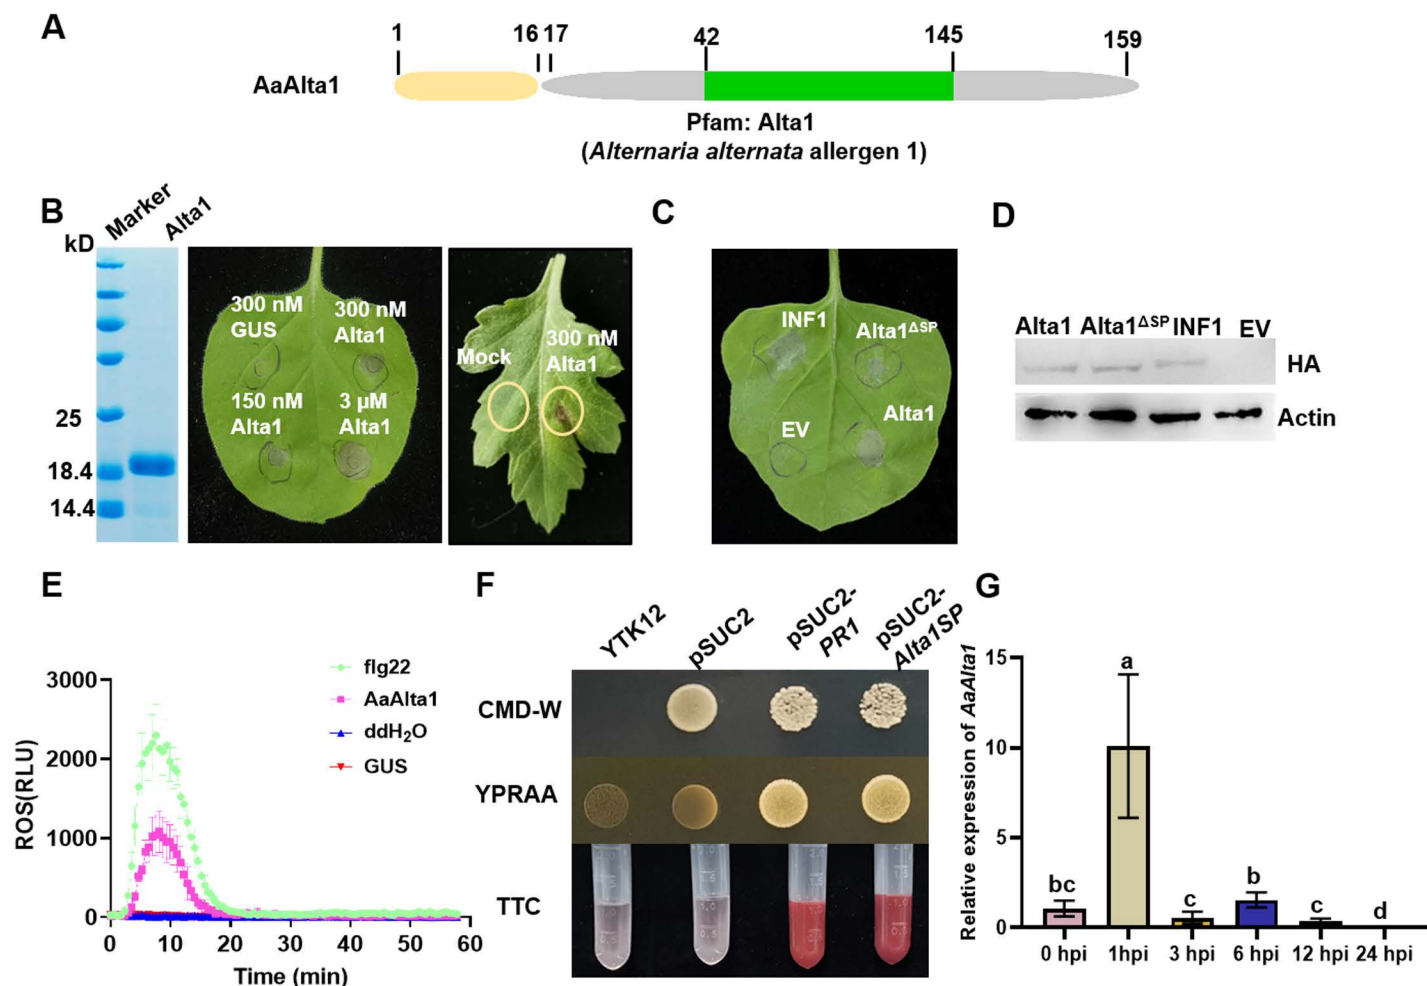 A
1
16
17
42
145
159
AaAlta1
Pfam: Alta1
(Alternaria alternata allergen 1)
B
Marker
Alta1
kD
25
18.4
14.4
300 nM
GUS
300 nM
Alta1
150 nM
Alta1
3 µM
Alta1
Mock
300 nM
Alta1
C
INF1
Alta1ΔSP
EV
Alta1
D
Alta1 Alta1ΔSP INF1 EV
HA
Actin
E
flg22
AaAlta1
ddH2O
GUS
3000
2000
1000
0
ROS(RLU)
0 10 20 30 40 50 60
Time (min)
F
YTK12
pSUC2
pSUC2-
PR1
pSUC2-
Alta1SP
CMD-W
YPRAA
TTC
G
Relative expression of AaAlta1
15
10
5
0
bc
a
c
b
c
d
0 hpi 1hpi 3 hpi 6 hpi 12 hpi 24 hpi